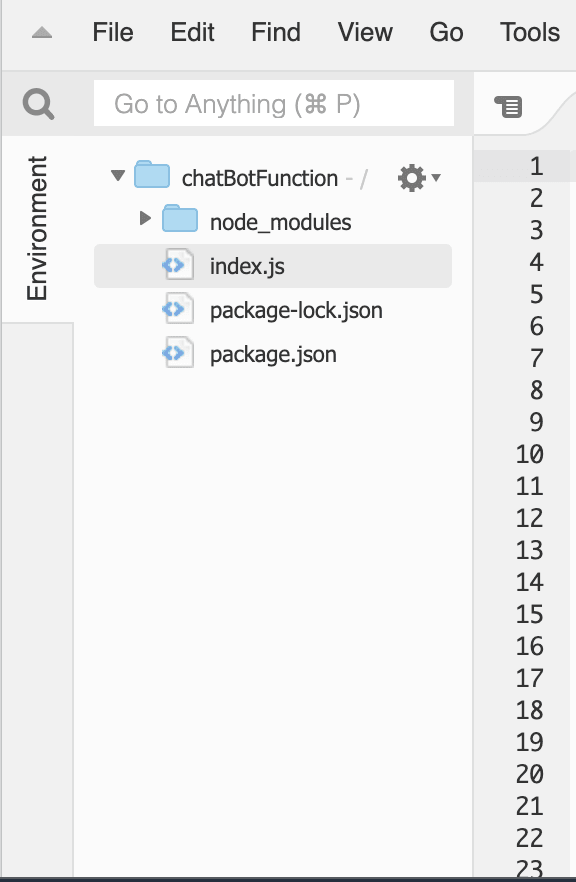 File Edit Find View Go Tools
Go to Anything (⌘ P)
Environment
chatBotFunction - /
node_modules
index.js
package-lock.json
package.json
1
2
3
4
5
6
7
8
9
10
11
12
13
14
15
16
17
18
19
20
21
22
23